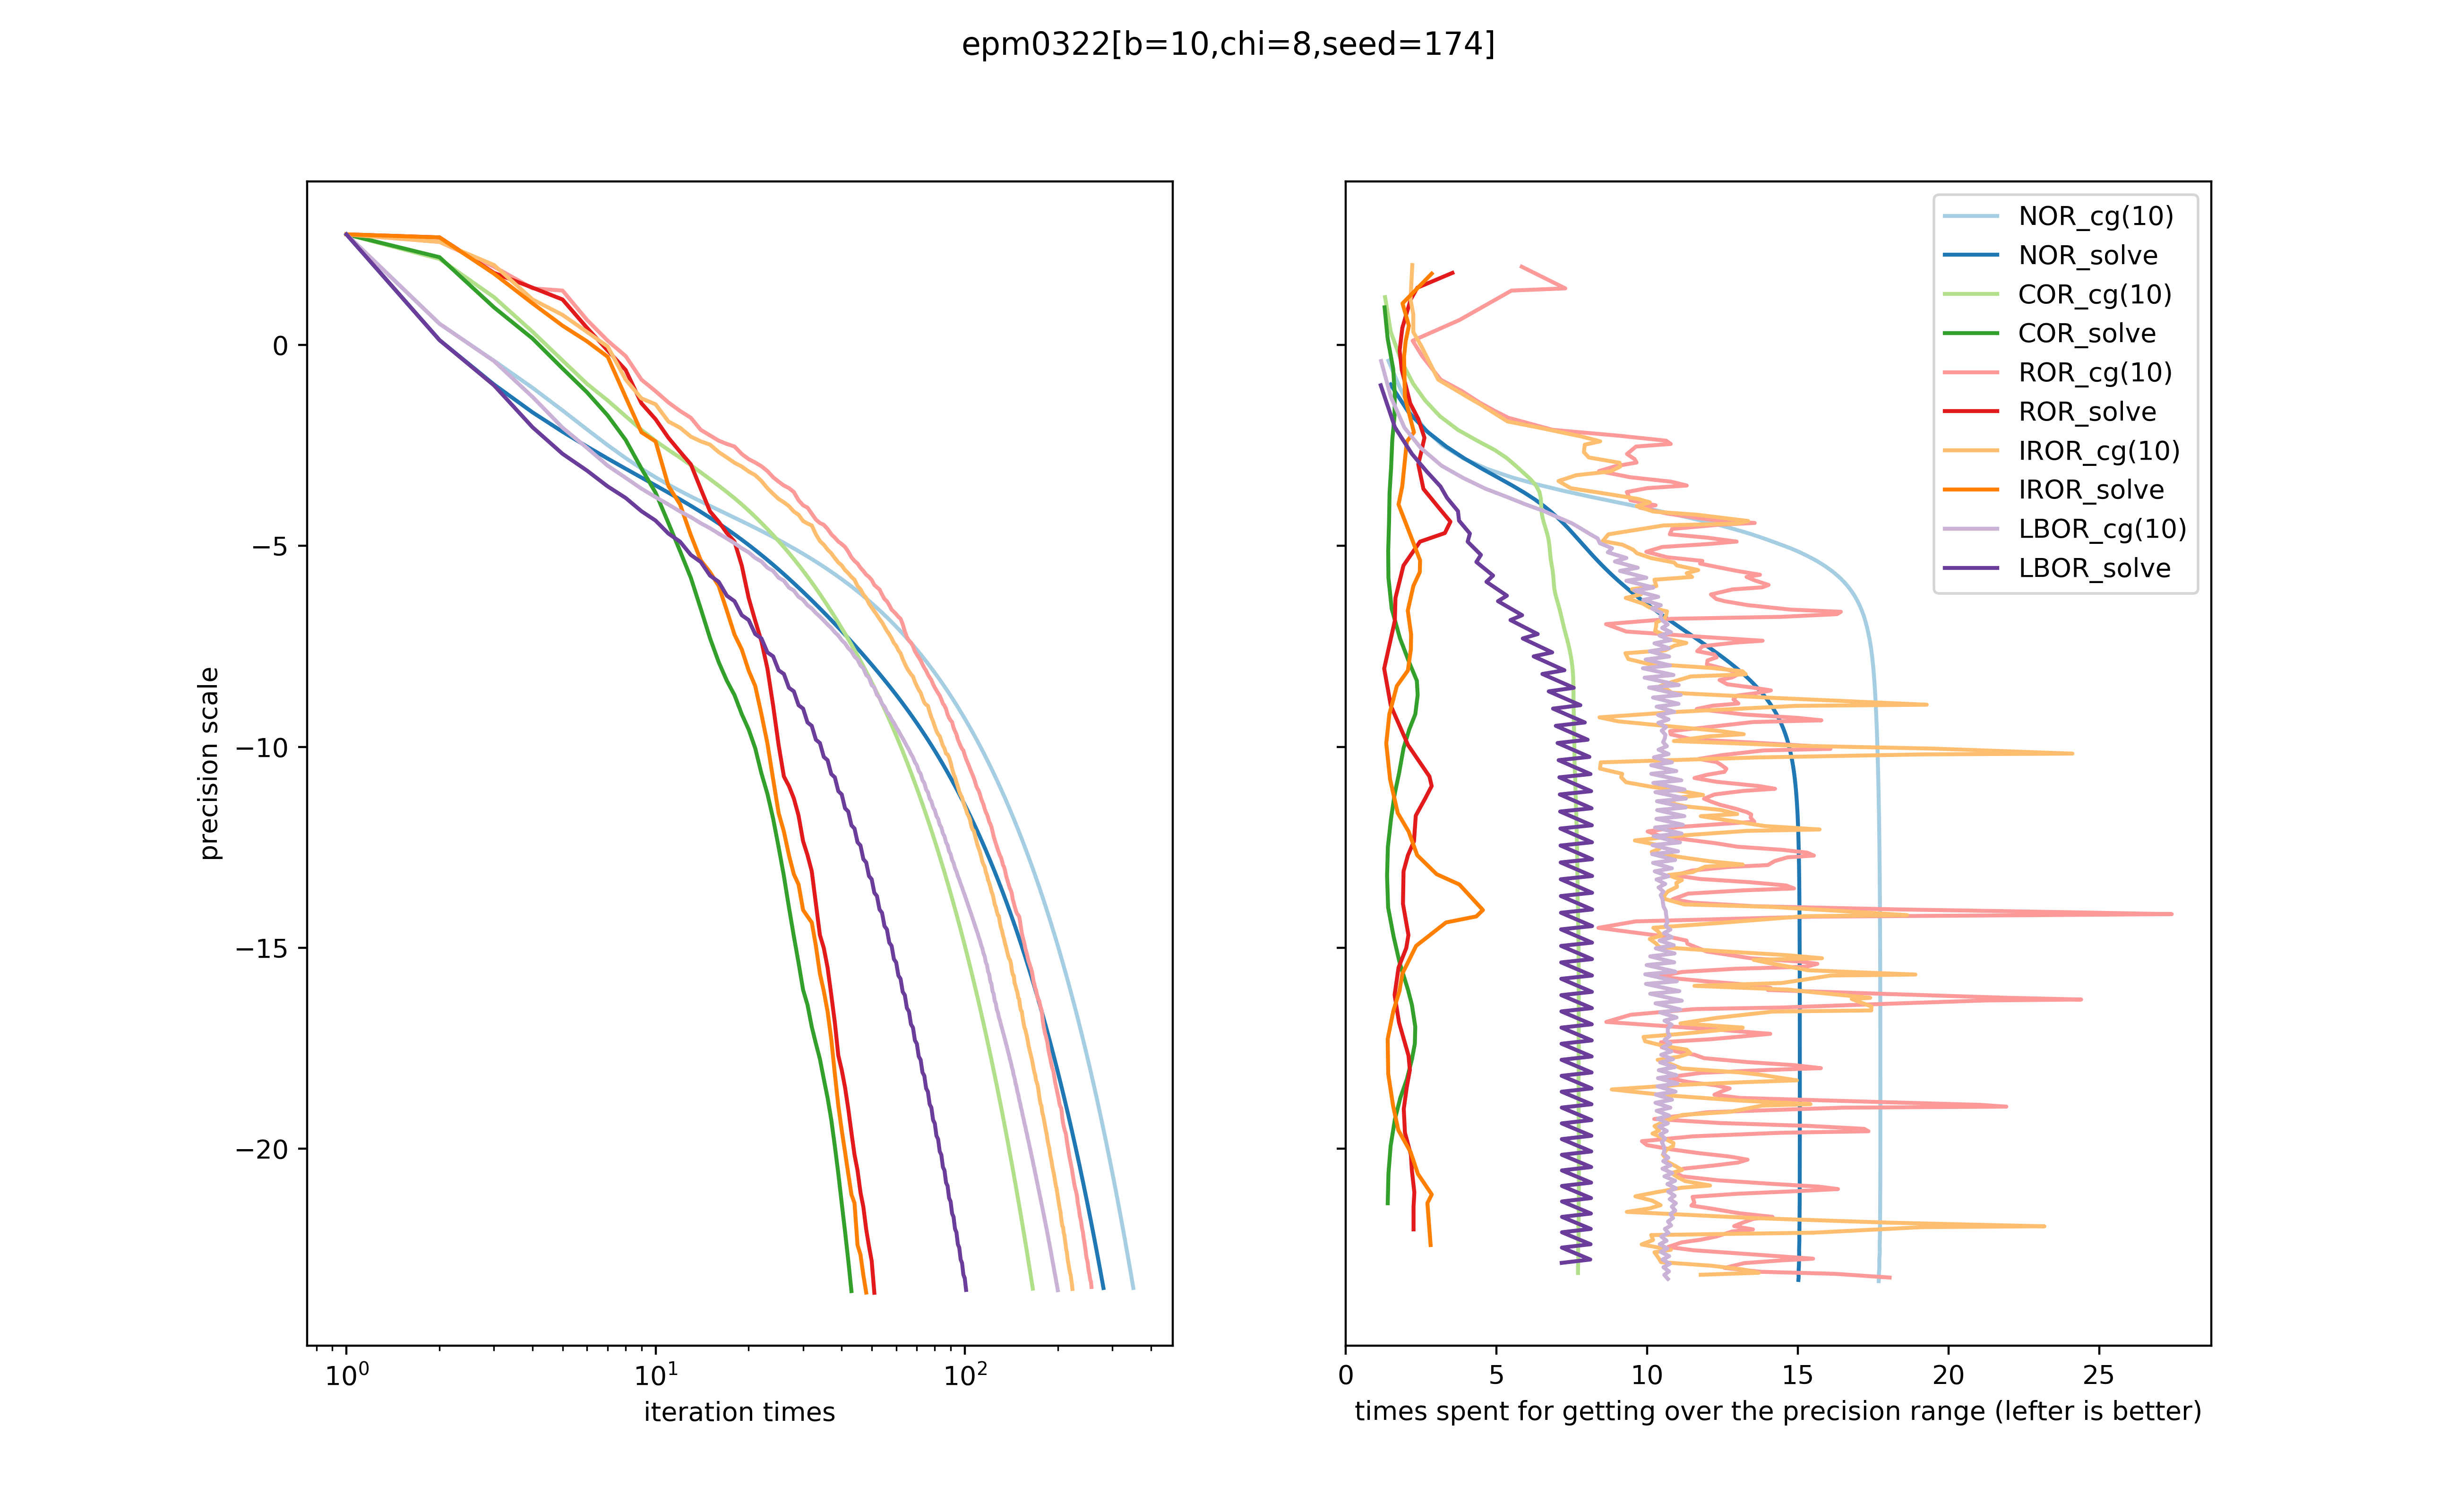 epm0322[b=10,chi=8,seed=174]
precision scale
0
−5
−10
−15
−20
10⁰
10¹
10²
iteration times
NOR_cg(10)
NOR_solve
COR_cg(10)
COR_solve
ROR_cg(10)
ROR_solve
IROR_cg(10)
IROR_solve
LBOR_cg(10)
LBOR_solve
0
5
10
15
20
25
times spent for getting over the precision range (lefter is better)